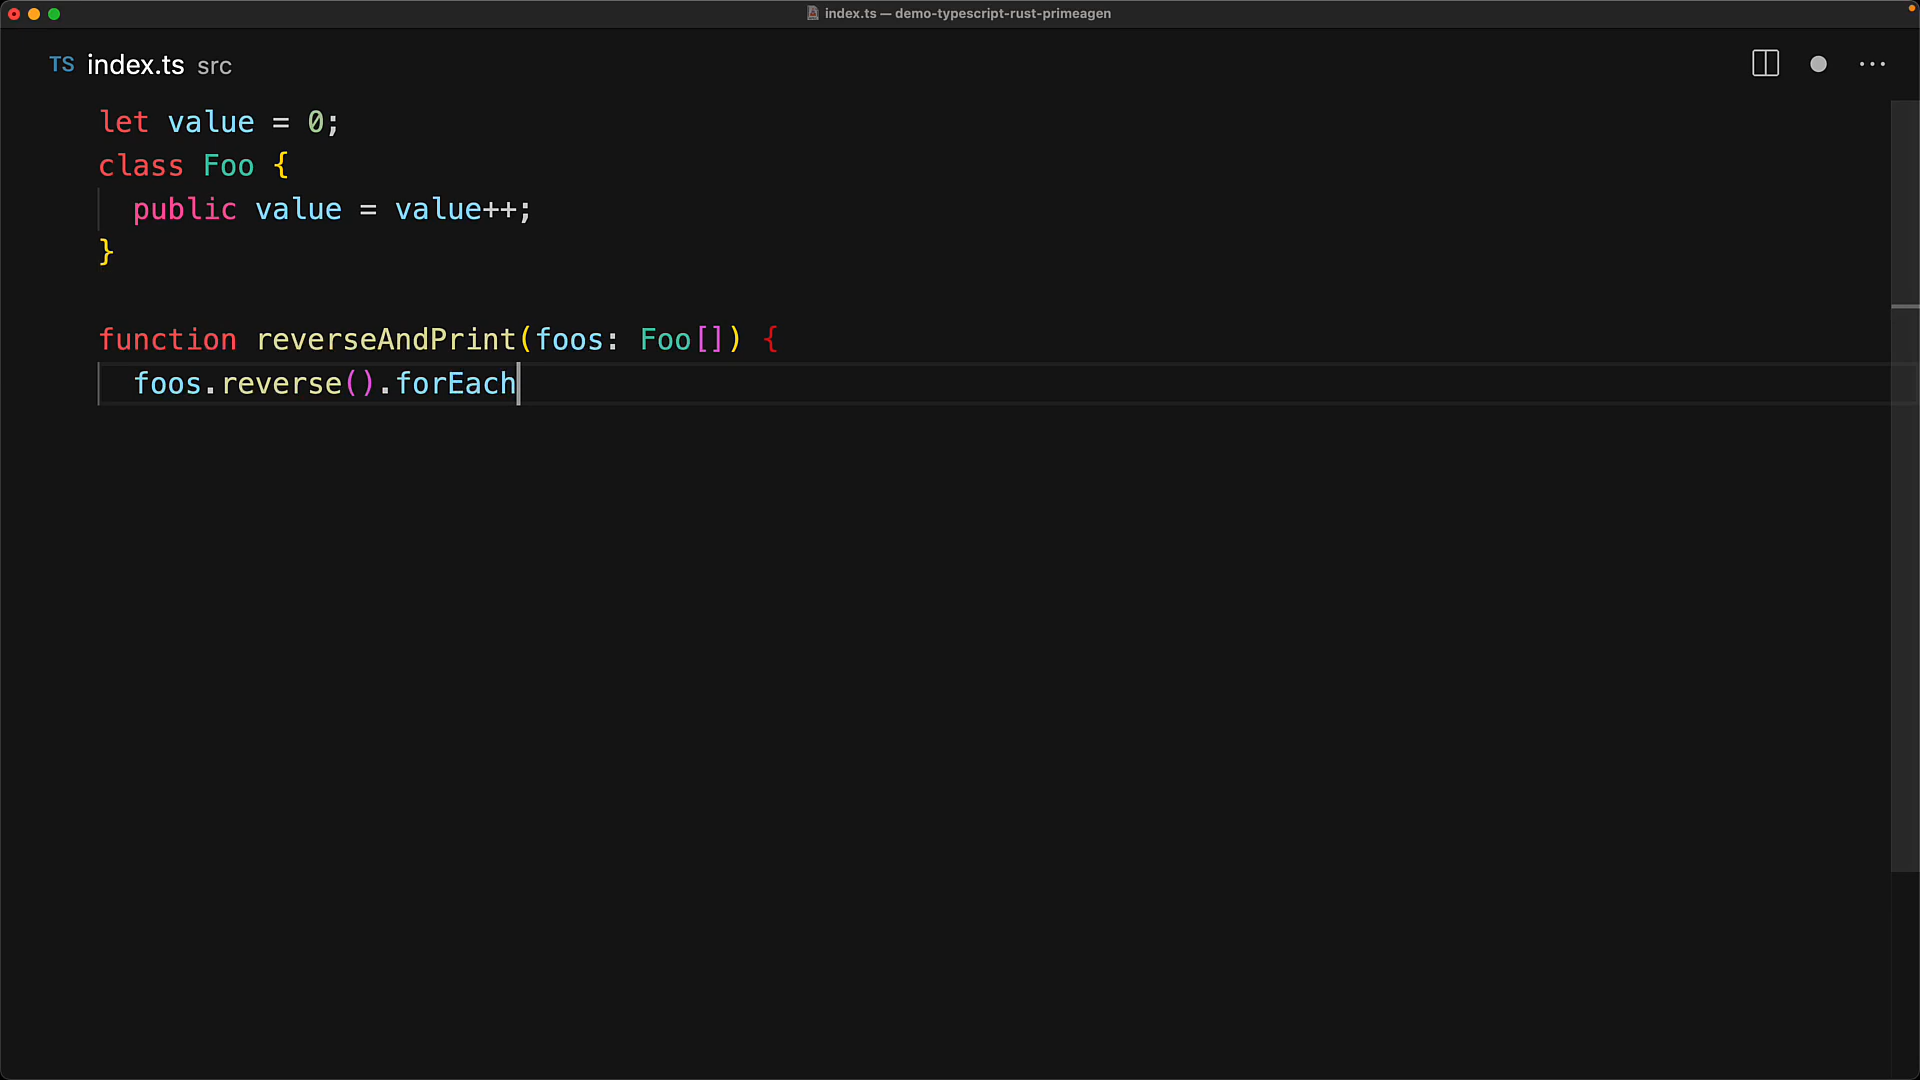 index.ts — demo-typescript-rust-primeagen
TS index.ts src
let value = 0;
class Foo {
  public value = value++;
}
function reverseAndPrint(foos: Foo[]) {
  foos.reverse().forEach